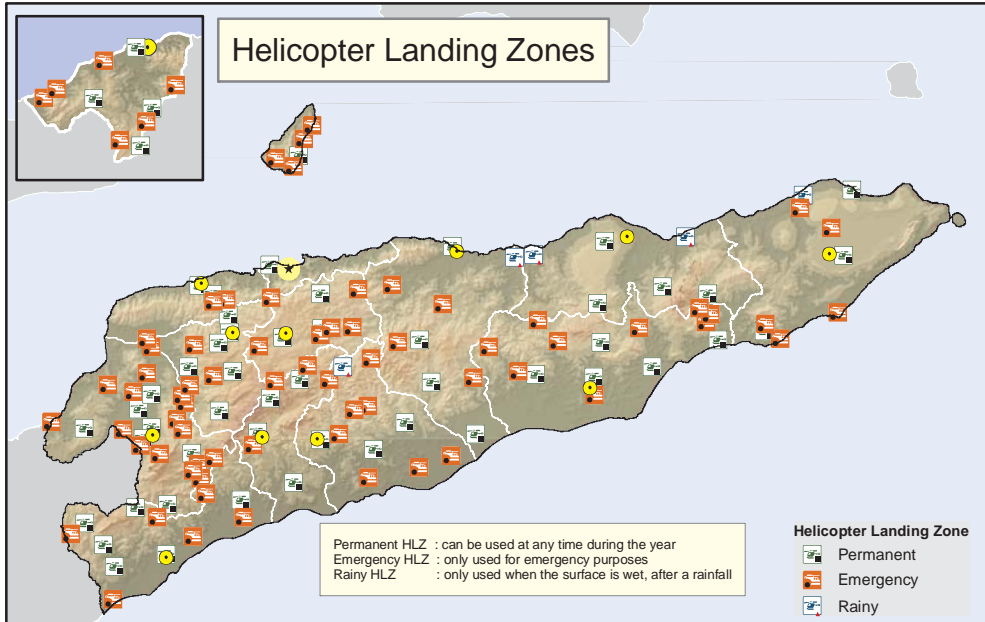 Helicopter Landing Zones
Permanent HLZ : can be used at any time during the year
Emergency HLZ : only used for emergency purposes
Rainy HLZ : only used when the surface is wet, after a rainfall
Helicopter Landing Zone
Permanent
Emergency
Rainy